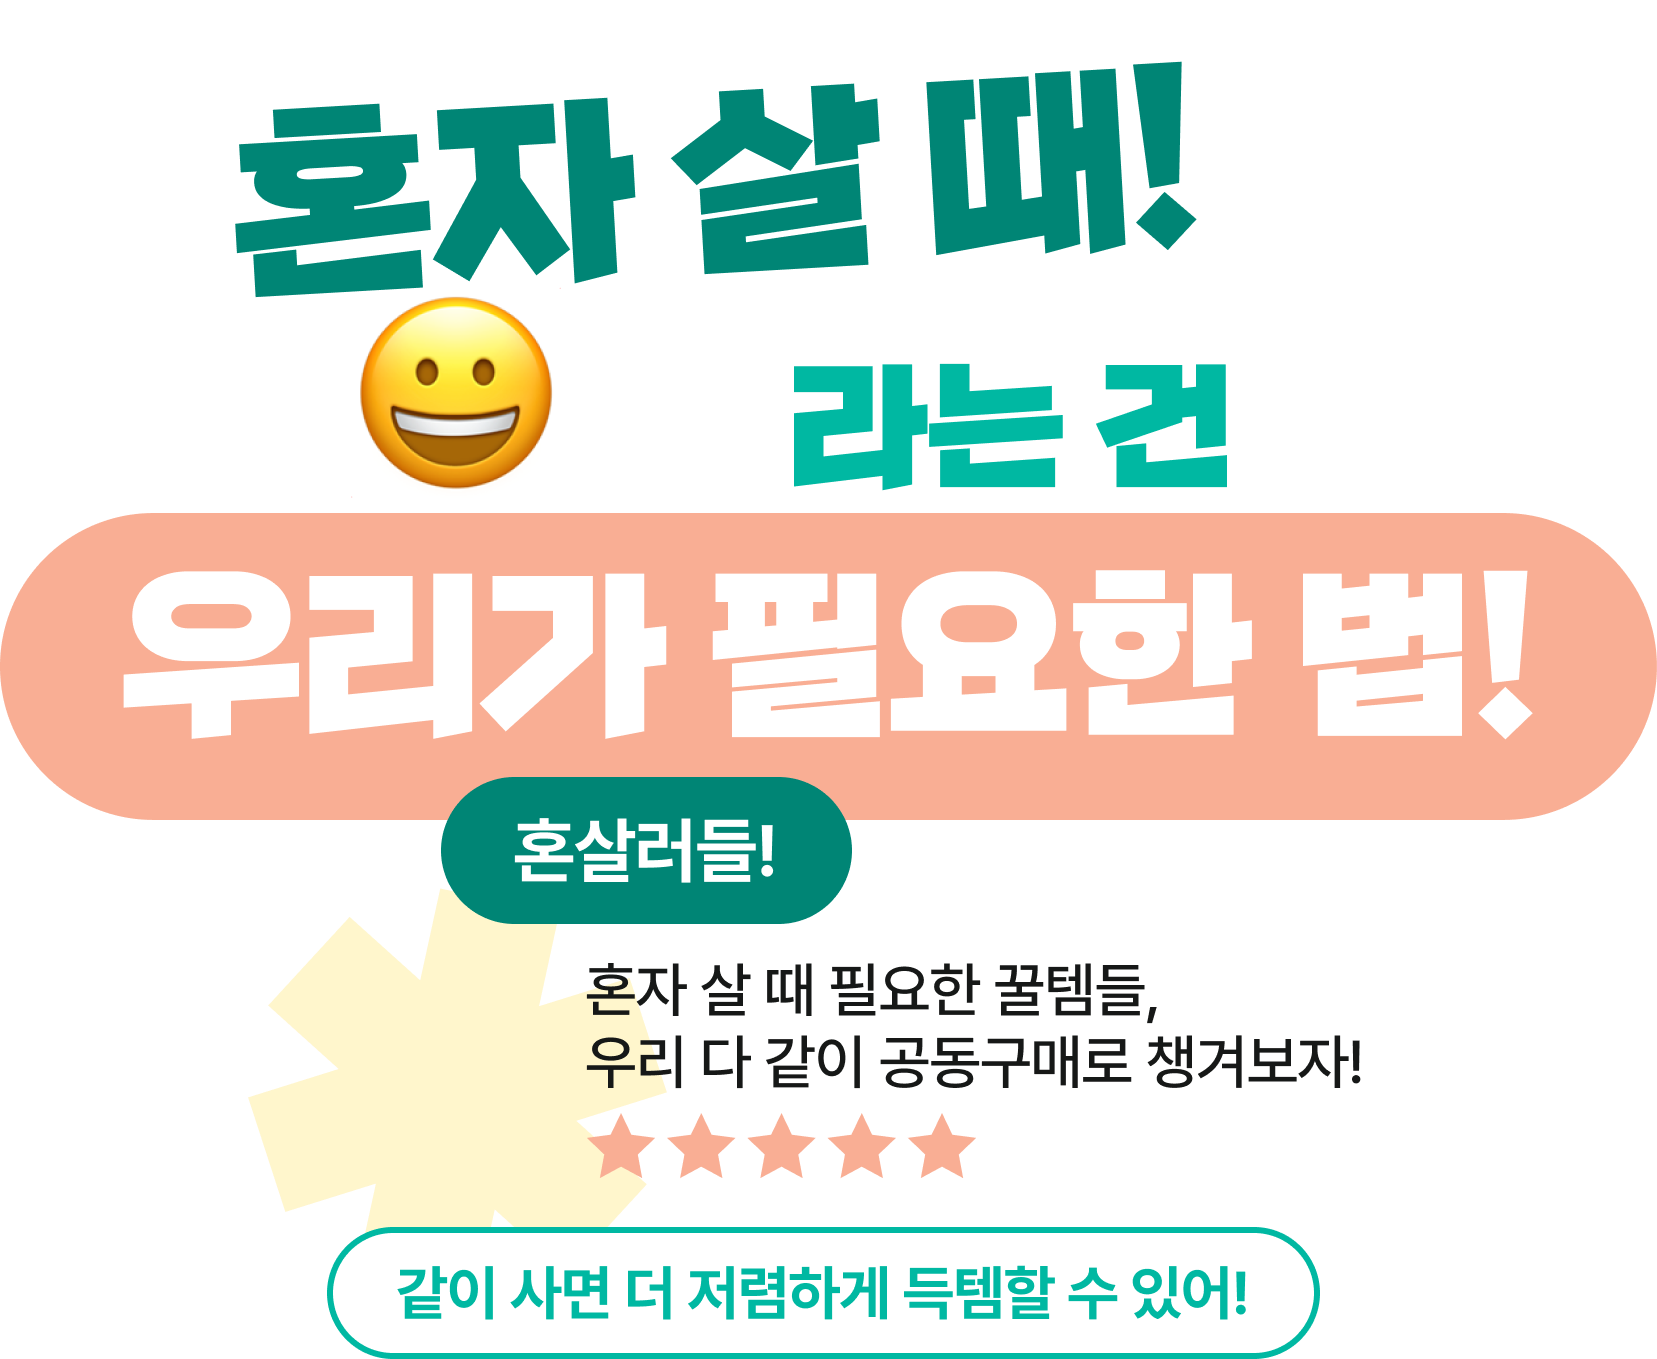 혼자 살 때!
라는 건
우리가 필요한 법!
혼살러들!
혼자 살 때 필요한 꿀템들,
우리 다 같이 공동구매로 챙겨보자!
같이 사면 더 저렴하게 득템할 수 있어!